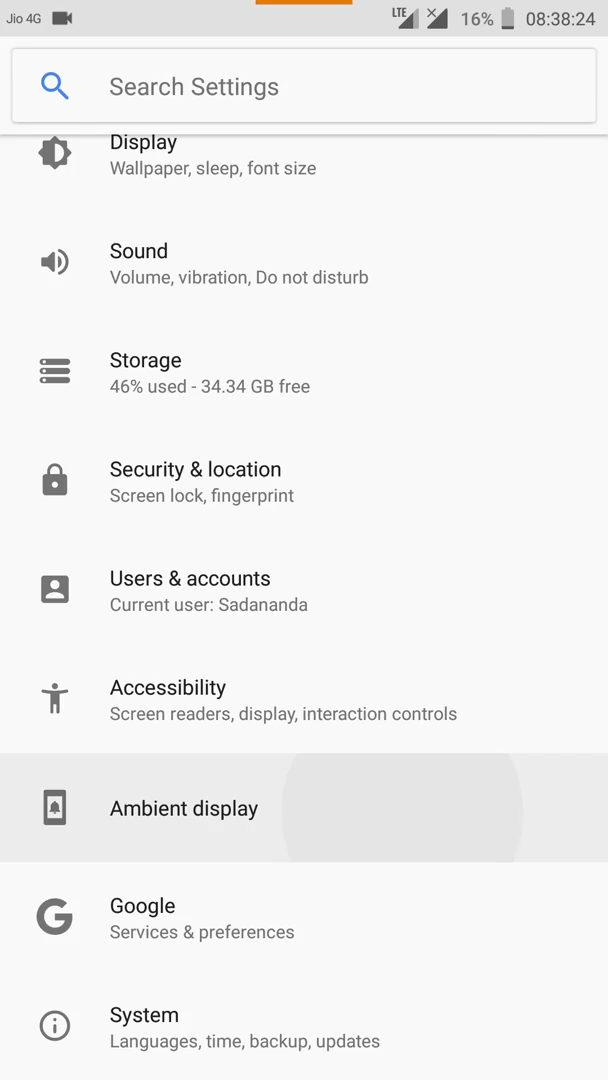 Jio 4G LTE 16% 08:38:24
Search Settings
Display
Wallpaper, sleep, font size
Sound
Volume, vibration, Do not disturb
Storage
46% used - 34.34 GB free
Security & location
Screen lock, fingerprint
Users & accounts
Current user: Sadananda
Accessibility
Screen readers, display, interaction controls
Ambient display
Google
Services & preferences
System
Languages, time, backup, updates